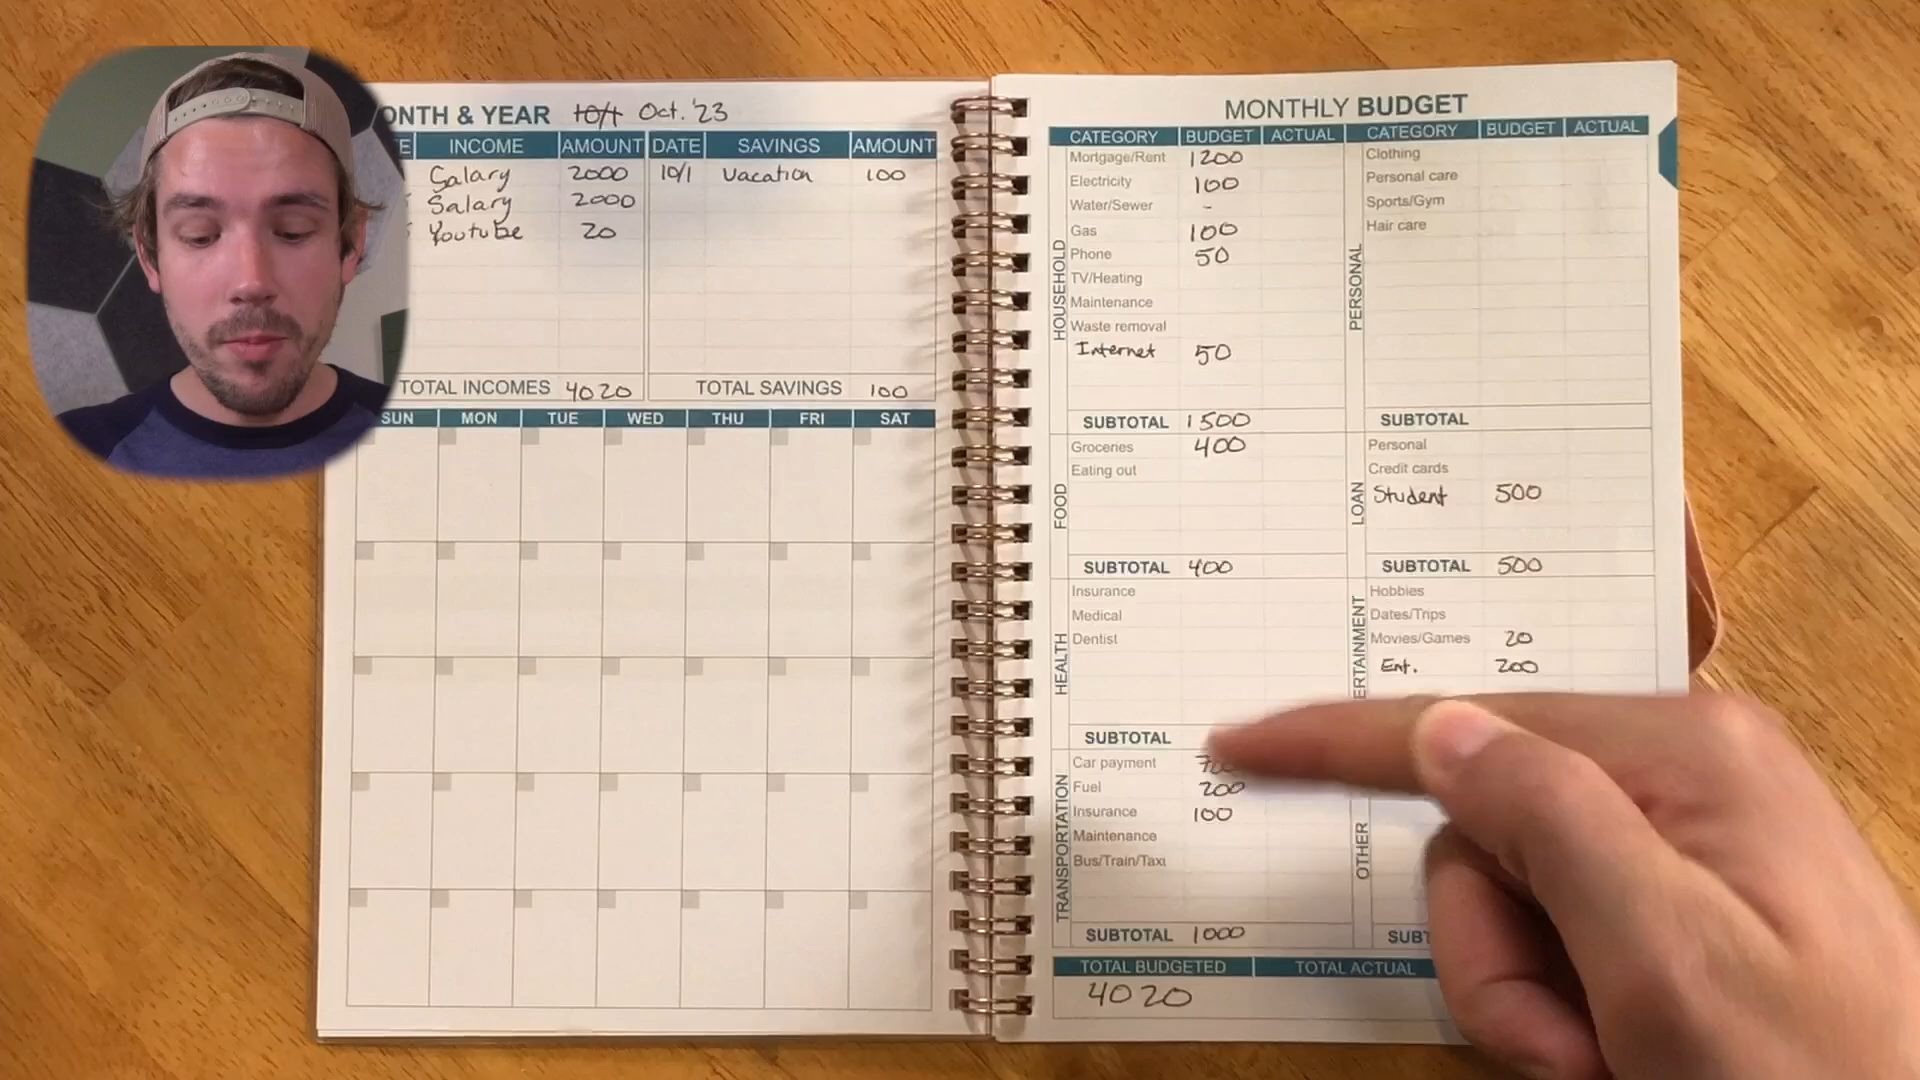 ONTH & YEAR 10/1 Oct. '23
TE INCOME AMOUNT DATE SAVINGS AMOUNT
Salary 2000 10/1 Vacation 100
Salary 2000
Youtube 20
TOTAL INCOMES 4020 TOTAL SAVINGS 100
SUN MON TUE WED THU FRI SAT
MONTHLY BUDGET
CATEGORY BUDGET ACTUAL
HOUSEHOLD
Mortgage/Rent 1200
Electricity 100
Water/Sewer -
Gas 100
Phone 50
TV/Heating
Maintenance
Waste removal
Internet 50
SUBTOTAL 1500
FOOD
Groceries 400
Eating out
SUBTOTAL 400
HEALTH
Insurance
Medical
Dentist
SUBTOTAL
TRANSPORTATION
Car payment 700
Fuel 200
Insurance 100
Maintenance
Bus/Train/Taxi
SUBTOTAL 1000
CATEGORY BUDGET ACTUAL
PERSONAL
Clothing
Personal care
Sports/Gym
Hair care
SUBTOTAL
LOAN
Personal
Credit cards
Student 500
SUBTOTAL 500
ERTAINMENT
Hobbies
Dates/Trips
Movies/Games 20
Ent. 200
OTHER
SUBT
TOTAL BUDGETED TOTAL ACTUAL
4020